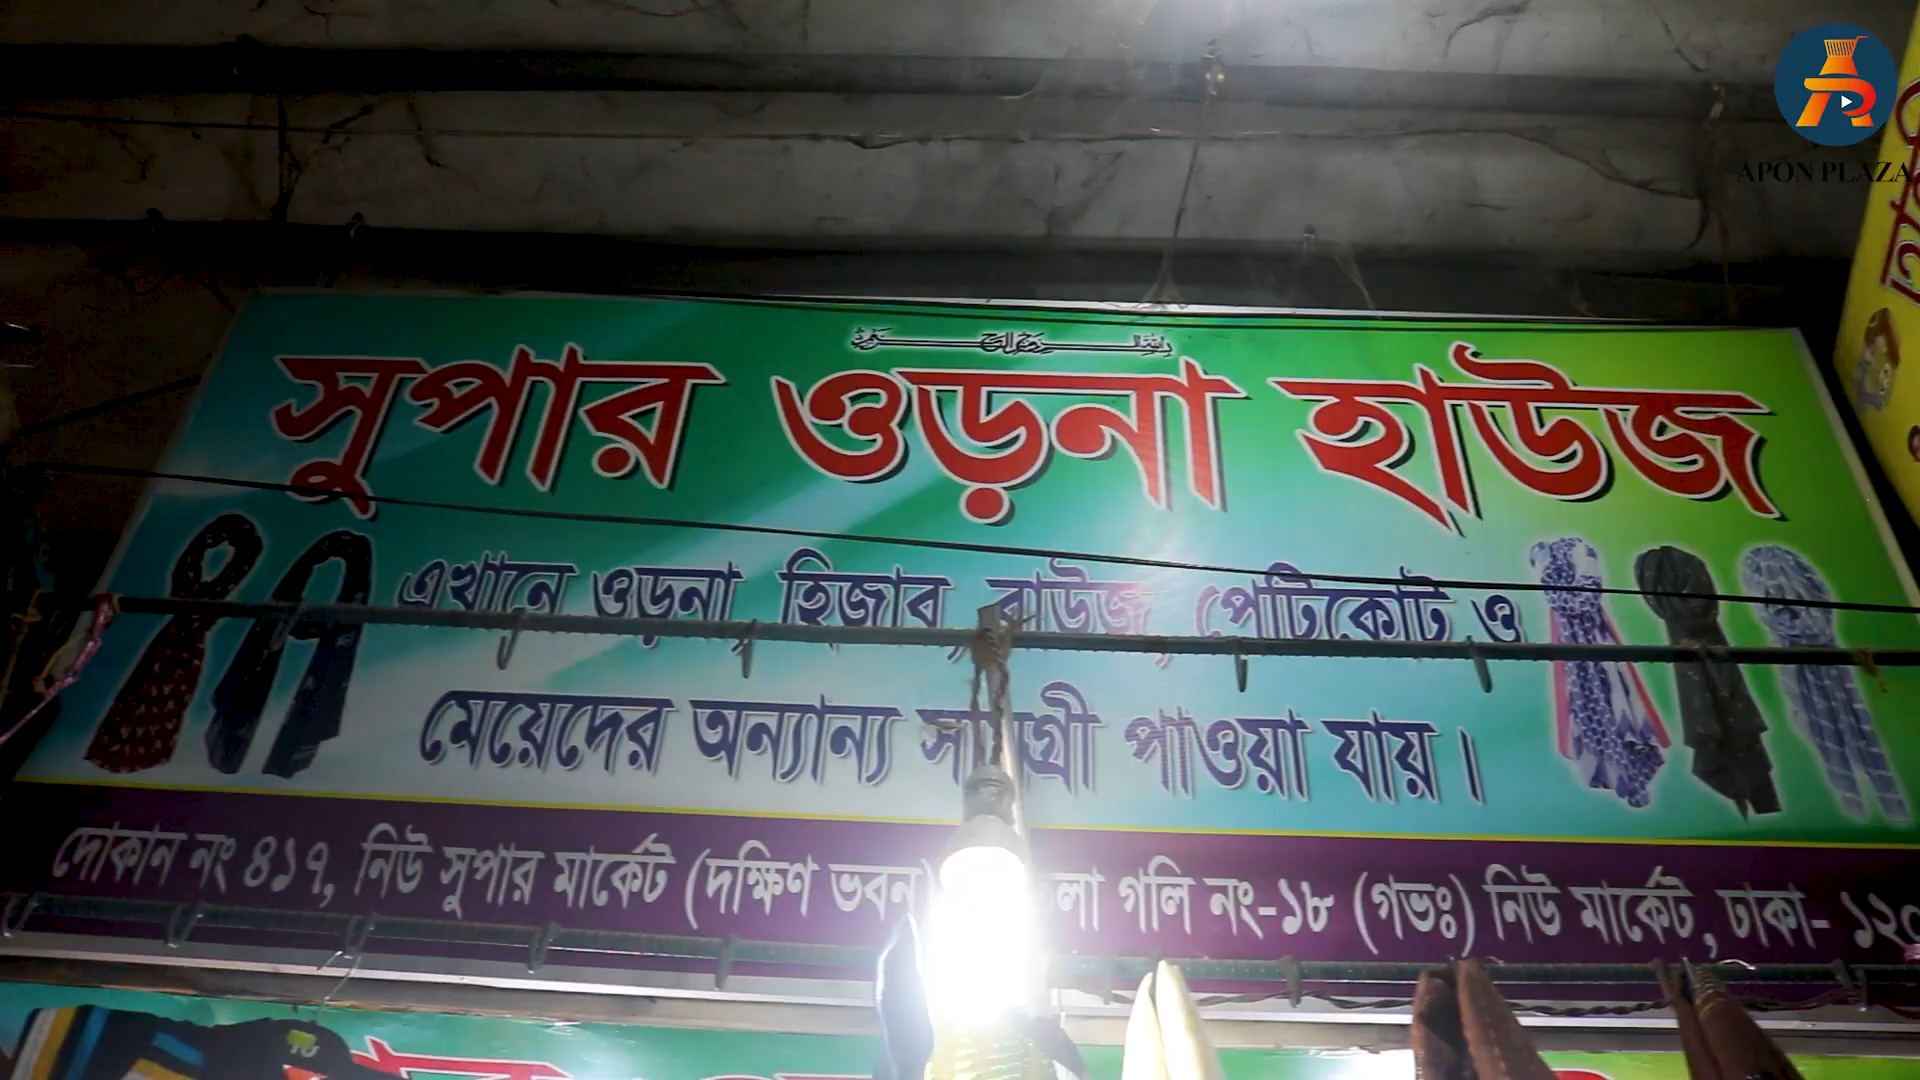 APON PLAZA
সুপার ওড়না হাউজ
এখানে ওড়না, হিজাব, ব্লাউজ, পেটিকোট ও
মেয়েদের অন্যান্য সামগ্রী পাওয়া যায়।
দোকান নং ৪১৭, নিউ সুপার মার্কেট (দক্ষিণ ভবন) গলি নং-১৮ (গভঃ) নিউ মার্কেট, ঢাকা-